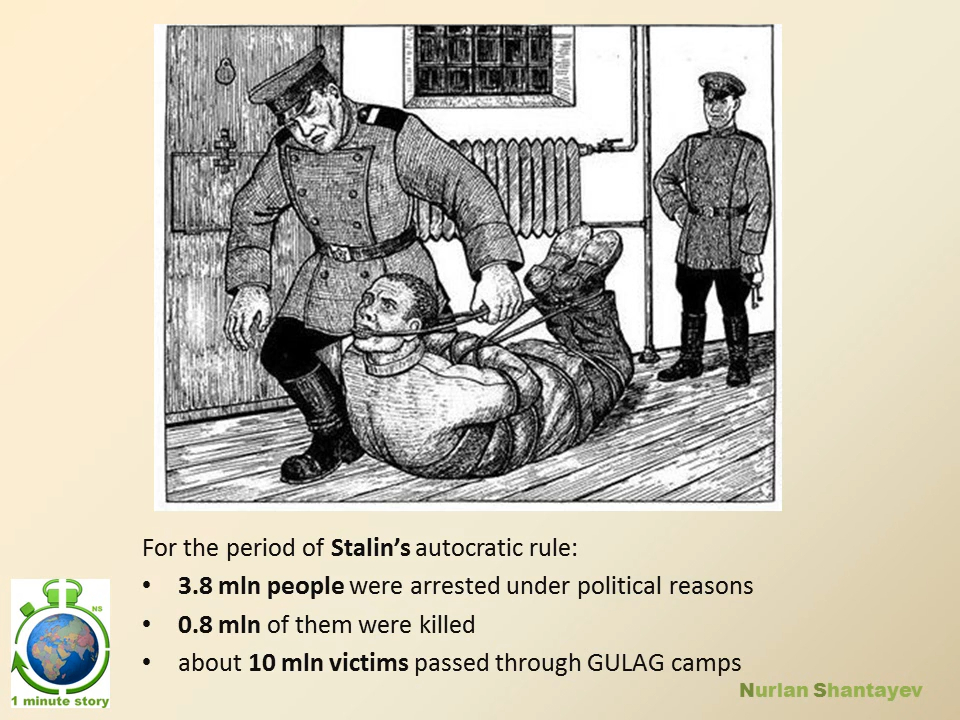 For the period of Stalin’s autocratic rule:
• 3.8 mln people were arrested under political reasons
• 0.8 mln of them were killed
• about 10 mln victims passed through GULAG camps
NS
1 minute story
Nurlan Shantayev